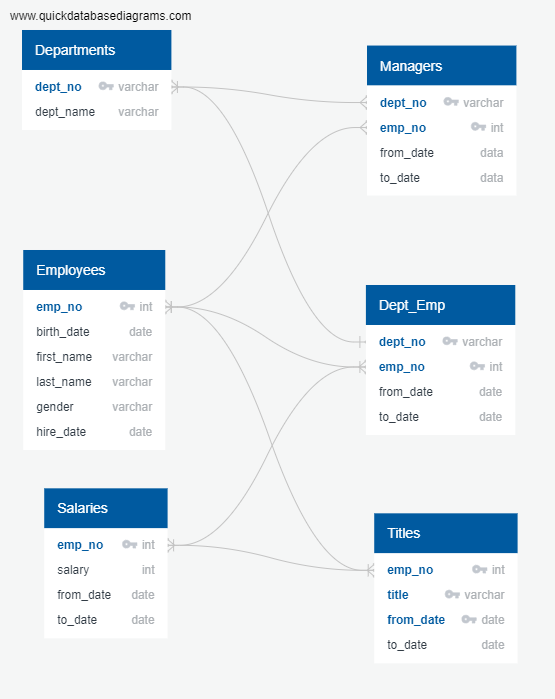 www.quickdatabasediagrams.com
Departments
dept_no varchar
dept_name varchar
Managers
dept_no varchar
emp_no int
from_date data
to_date data
Employees
emp_no int
birth_date date
first_name varchar
last_name varchar
gender varchar
hire_date date
Dept_Emp
dept_no varchar
emp_no int
from_date date
to_date date
Salaries
emp_no int
salary int
from_date date
to_date date
Titles
emp_no int
title varchar
from_date date
to_date date